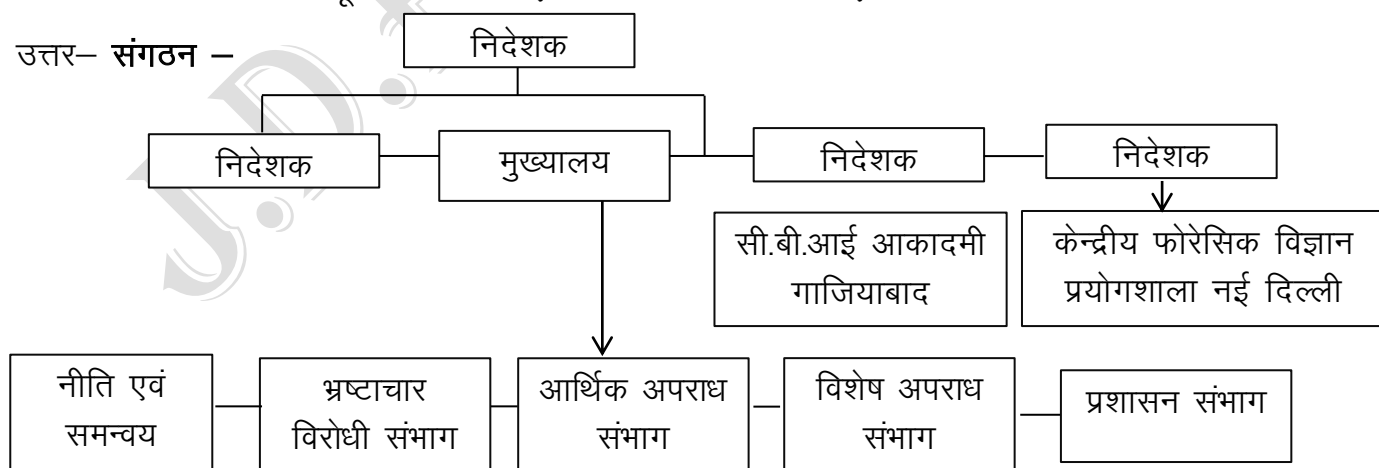 उत्तर– संगठन –
निदेशक
निदेशक
मुख्यालय
निदेशक
निदेशक
सी.बी.आई आकादमी
गाजियाबाद
केन्द्रीय फोरेसिक विज्ञान
प्रयोगशाला नई दिल्ली
नीति एवं
समन्वय
भ्रष्टाचार
विरोधी संभाग
आर्थिक अपराध
संभाग
विशेष अपराध
संभाग
प्रशासन संभाग
J.D.